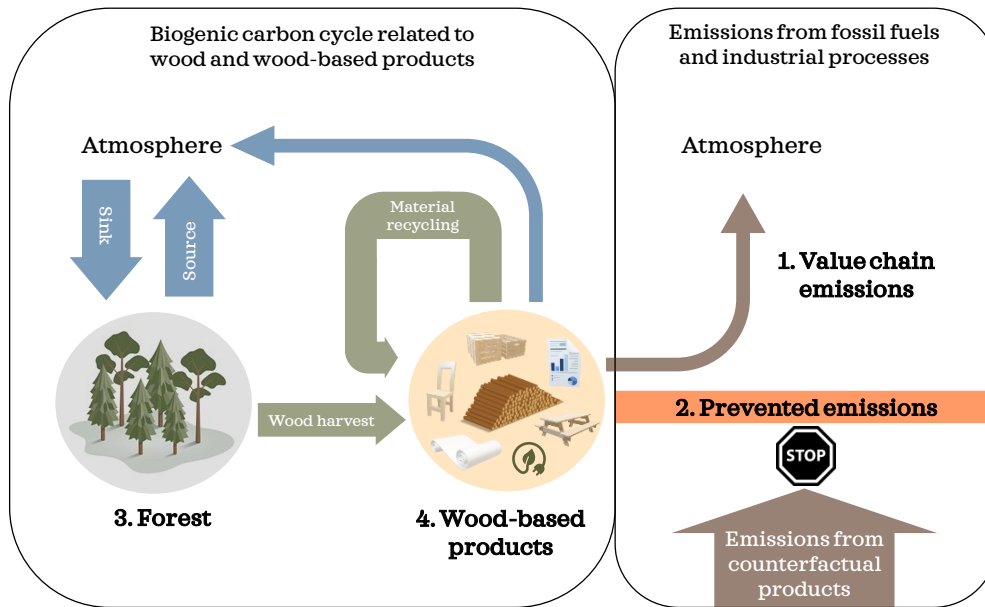 Biogenic carbon cycle related to
wood and wood-based products
Emissions from fossil fuels
and industrial processes
Atmosphere
Atmosphere
Sink
Source
Material
recycling
1. Value chain
emissions
Wood harvest
2. Prevented emissions
STOP
3. Forest
4. Wood-based
products
Emissions from
counterfactual
products